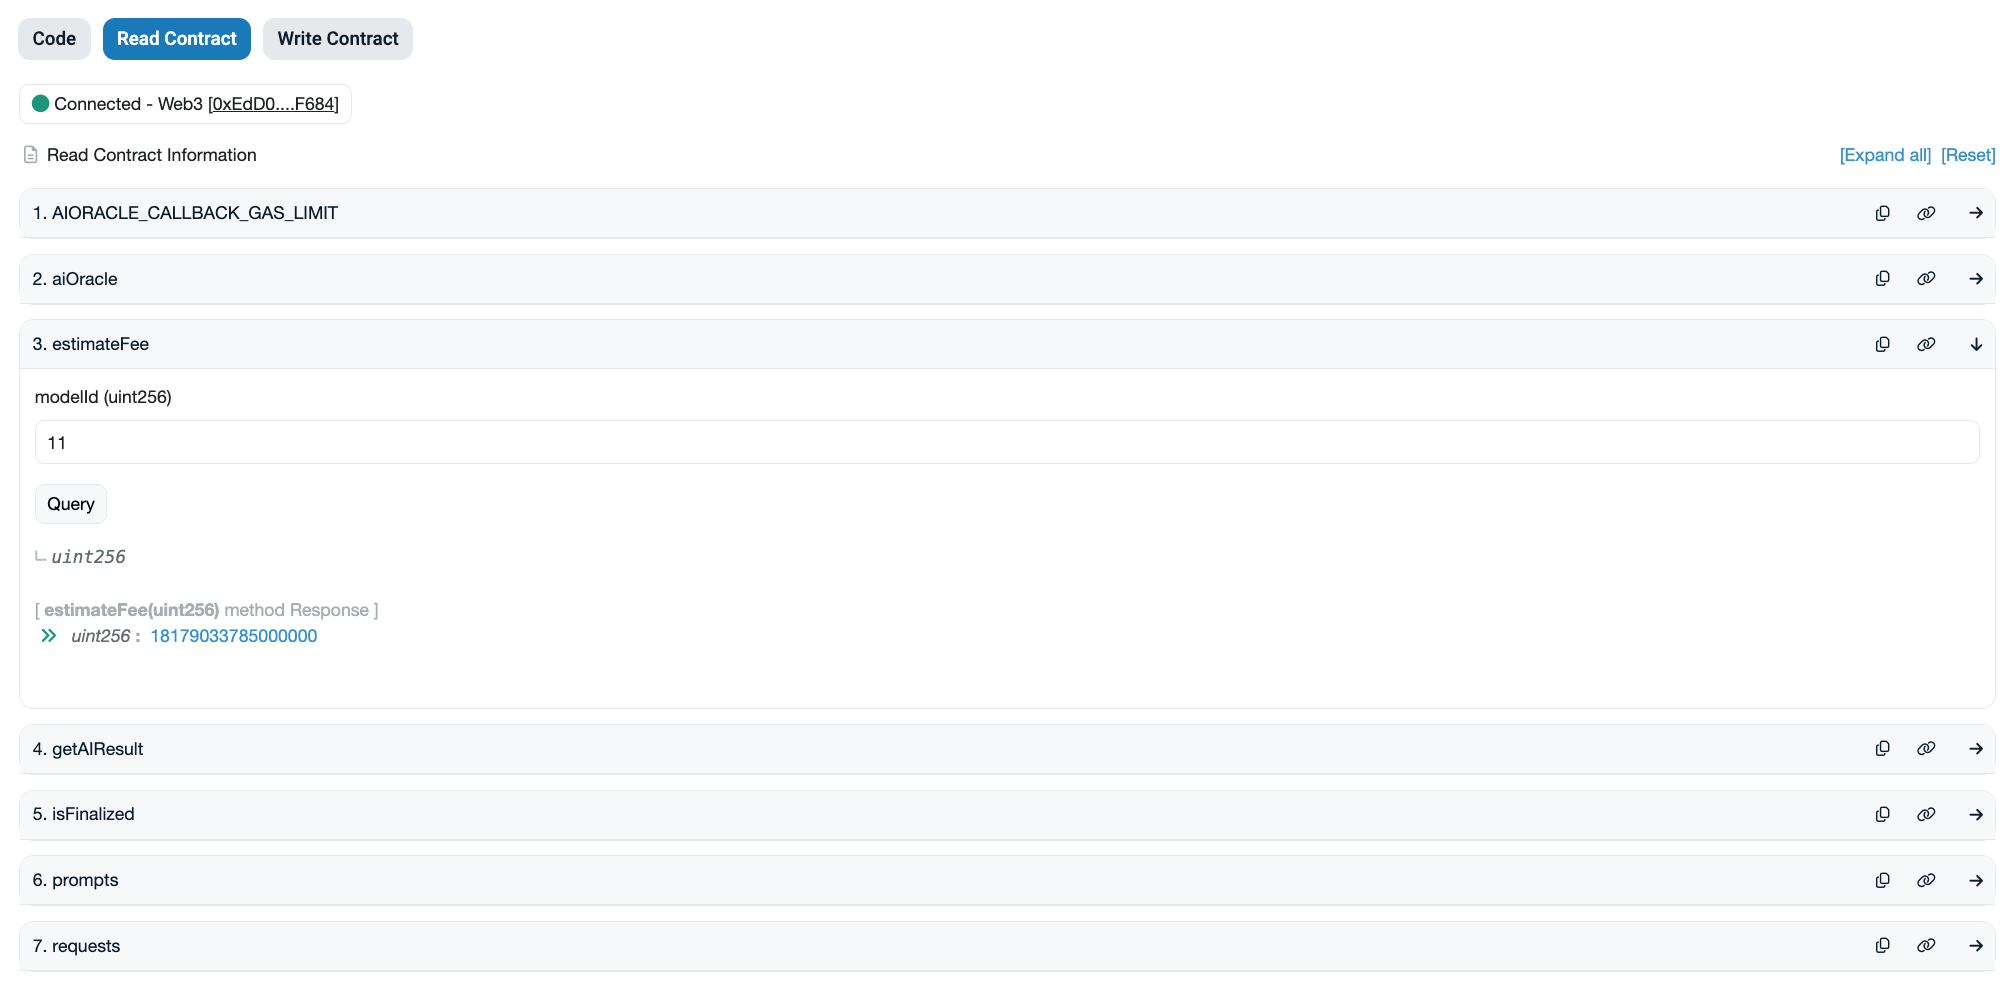 Code Read Contract Write Contract
Connected - Web3 [0xEdD0....F684]
Read Contract Information [Expand all] [Reset]
1. AIORACLE_CALLBACK_GAS_LIMIT
2. aiOracle
3. estimateFee
modelId (uint256)
11
Query
uint256
[ estimateFee(uint256) method Response ]
uint256 : 18179033785000000
4. getAIResult
5. isFinalized
6. prompts
7. requests